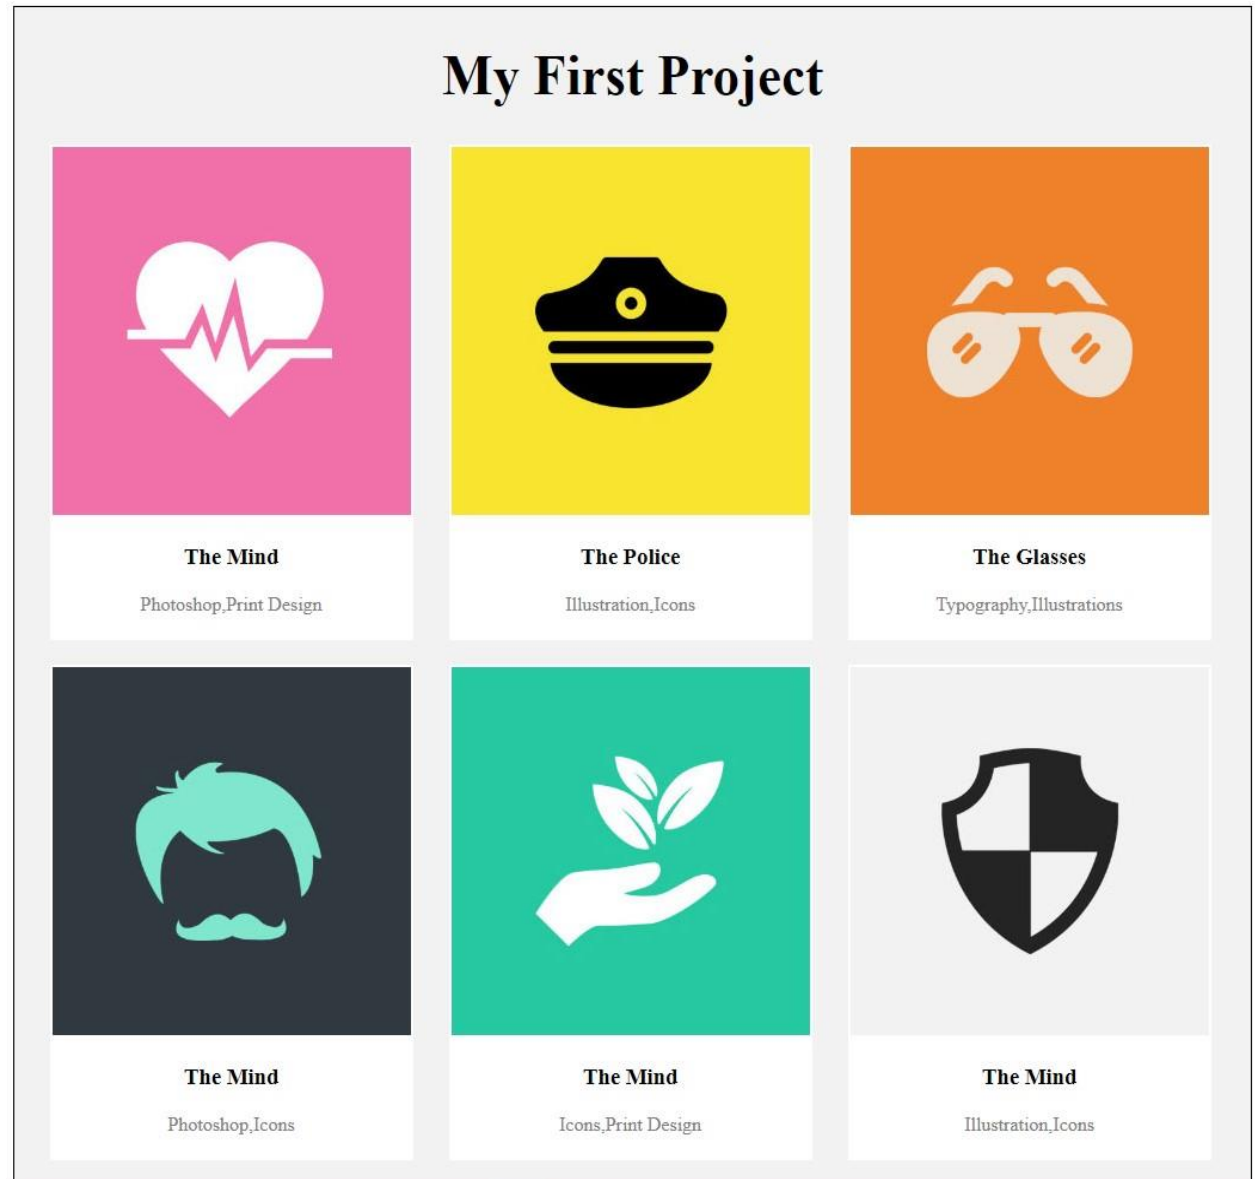 My First Project
The Mind
Photoshop,Print Design
The Police
Illustration,Icons
The Glasses
Typography,Illustrations
The Mind
Photoshop,Icons
The Mind
Icons,Print Design
The Mind
Illustration,Icons